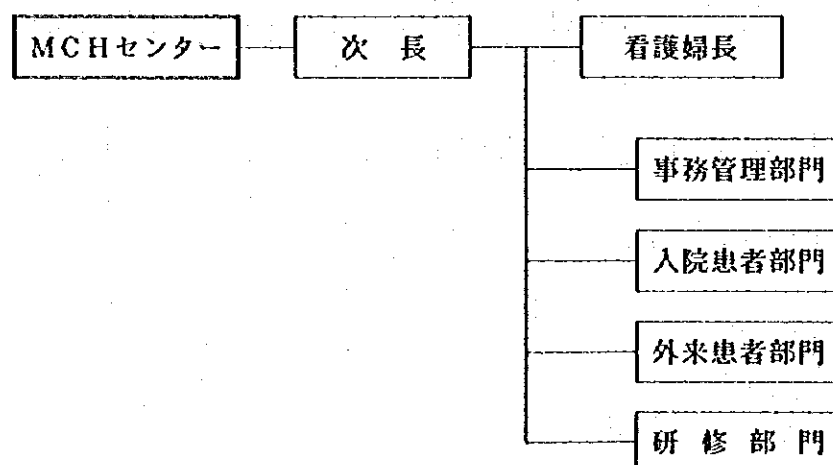 MCHセンター
次長
看護婦長
事務管理部門
入院患者部門
外来患者部門
研修部門